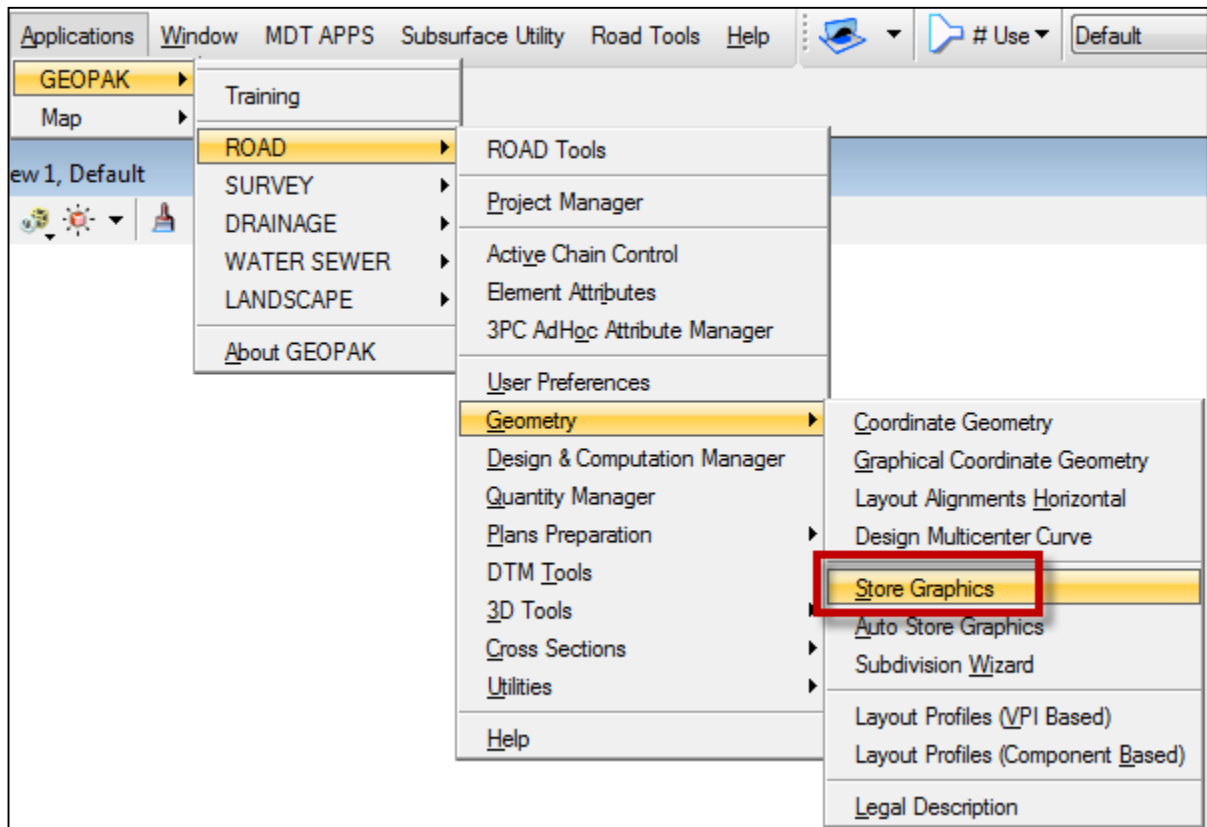 Applications Window MDT APPS Subsurface Utility Road Tools Help # Use Default
GEOPAK
Map
ew 1, Default
Training
ROAD
SURVEY
DRAINAGE
WATER SEWER
LANDSCAPE
About GEOPAK
ROAD Tools
Project Manager
Active Chain Control
Element Attributes
3PC AdHoc Attribute Manager
User Preferences
Geometry
Design & Computation Manager
Quantity Manager
Plans Preparation
DTM Tools
3D Tools
Cross Sections
Utilities
Help
Coordinate Geometry
Graphical Coordinate Geometry
Layout Alignments Horizontal
Design Multicenter Curve
Store Graphics
Auto Store Graphics
Subdivision Wizard
Layout Profiles (VPI Based)
Layout Profiles (Component Based)
Legal Description